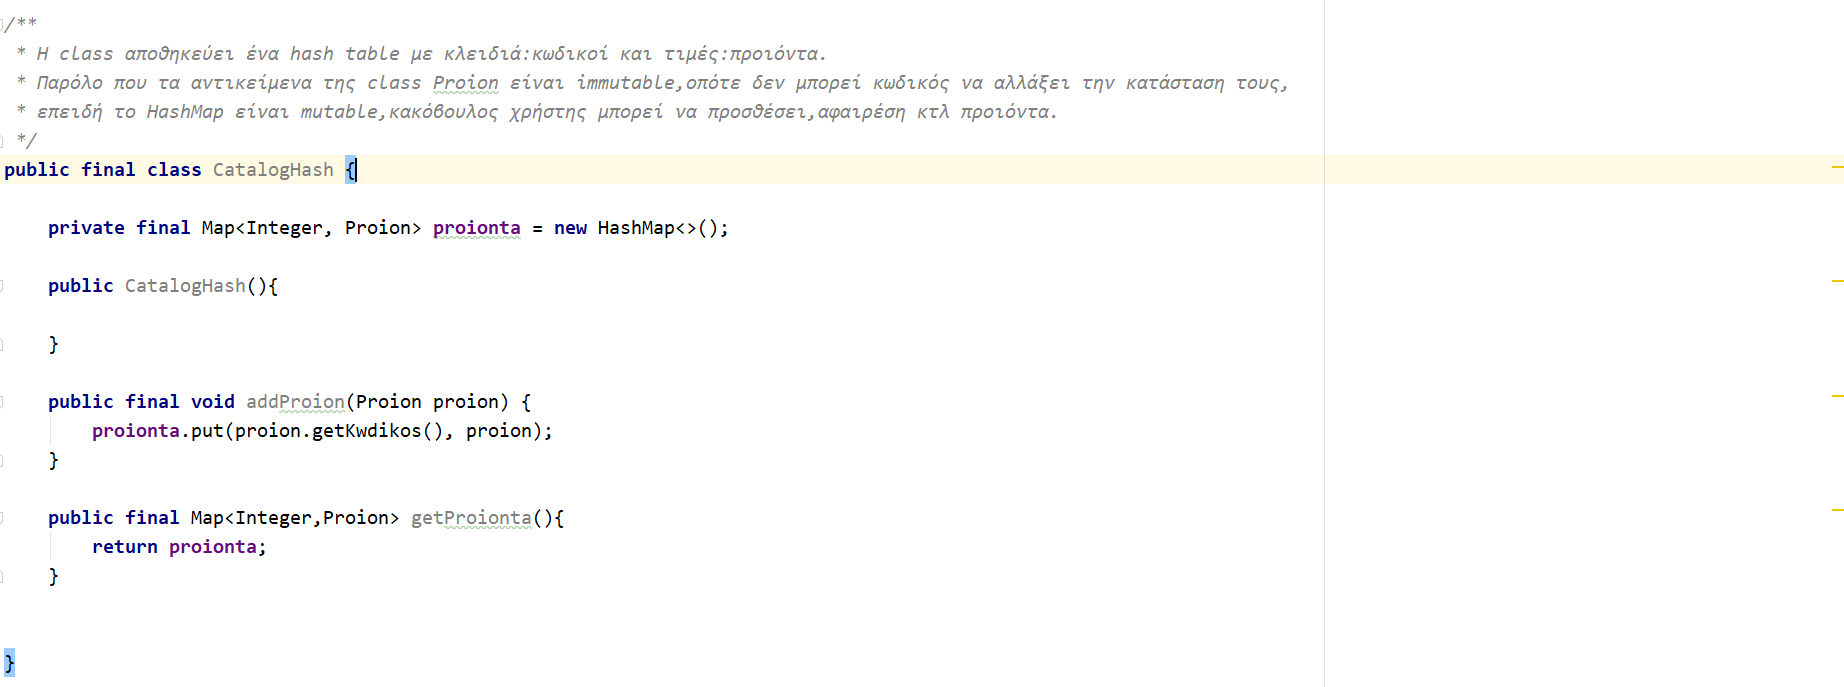 /**
 * Η class αποθηκεύει ένα hash table με κλειδιά:κωδικοί και τιμές:προιόντα.
 * Παρόλο που τα αντικείμενα της class Proion είναι immutable,οπότε δεν μπορεί κωδικός να αλλάξει την κατάσταση τους,
 * επειδή το HashMap είναι mutable,κακόβουλος χρήστης μπορεί να προσθέσει,αφαιρέση κτλ προιόντα.
 */
public final class CatalogHash {
    private final Map<Integer, Proion> proionta = new HashMap<>();
    public CatalogHash(){
    }
    public final void addProion(Proion proion) {
        proionta.put(proion.getKwdikos(), proion);
    }
    public final Map<Integer,Proion> getProionta(){
        return proionta;
    }
}